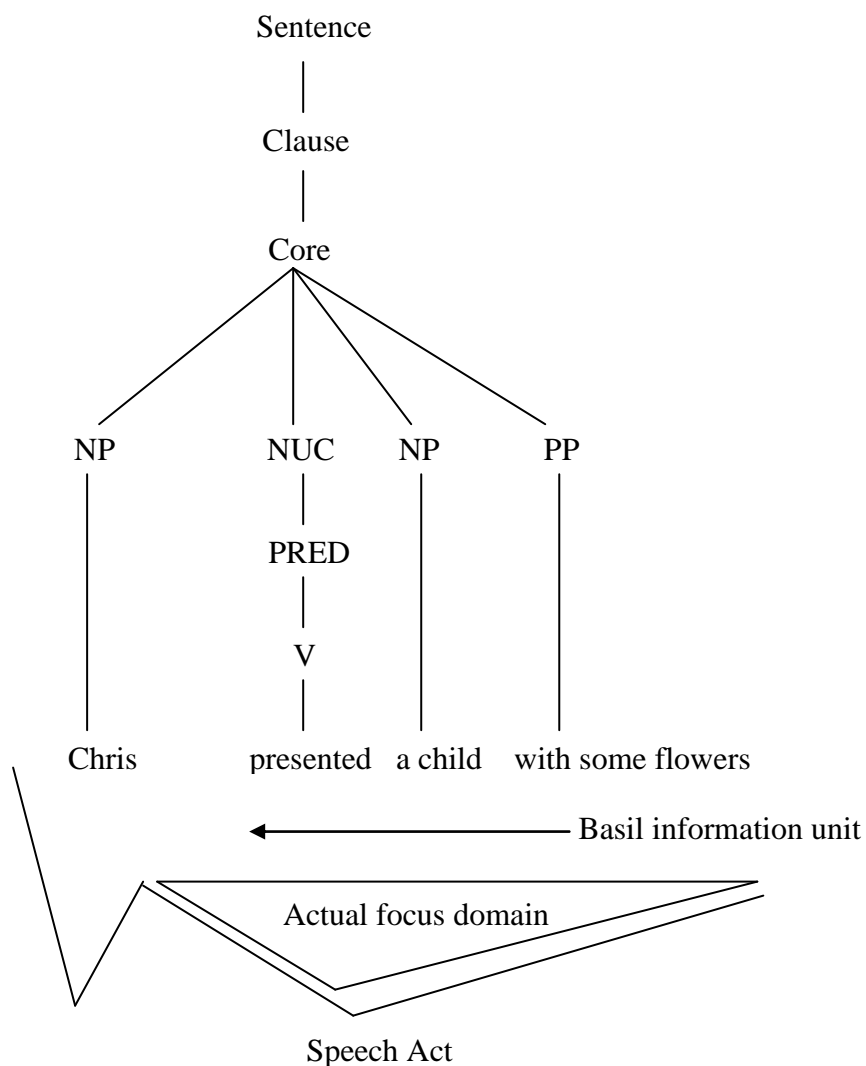 Sentence
Clause
Core
NP NUC NP PP
PRED
V
Chris presented a child with some flowers
Basil information unit
Actual focus domain
Speech Act